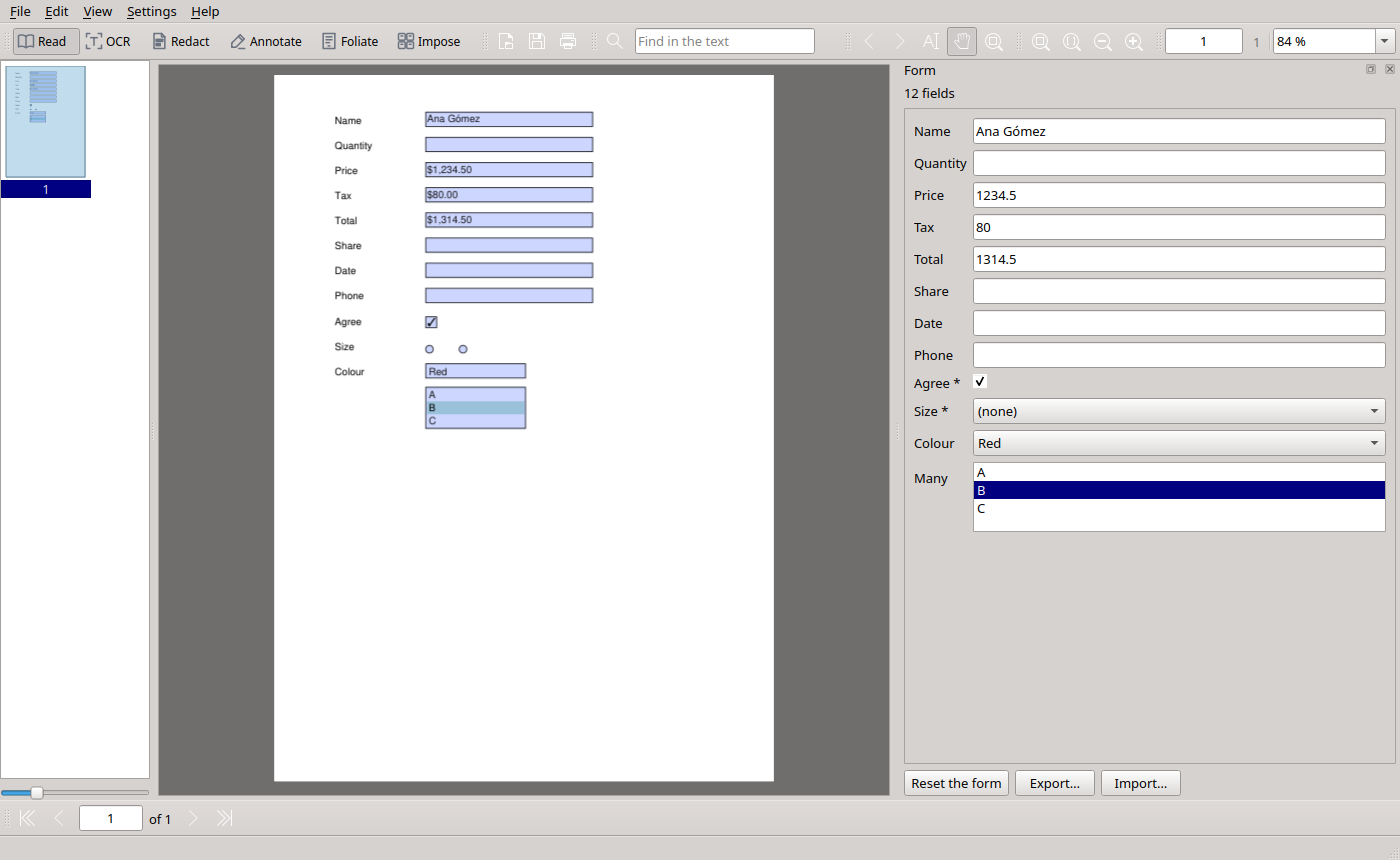 File Edit View Settings Help
Read OCR Redact Annotate Foliate Impose Find in the text 1 1 84 %
1
Name Ana Gómez
Quantity
Price $1,234.50
Tax $80.00
Total $1,314.50
Share
Date
Phone
Agree
Size
Colour Red
A
B
C
Form
12 fields
Name Ana Gómez
Quantity
Price 1234.5
Tax 80
Total 1314.5
Share
Date
Phone
Agree *
Size * (none)
Colour Red
Many A
B
C
Reset the form Export... Import...
1 of 1